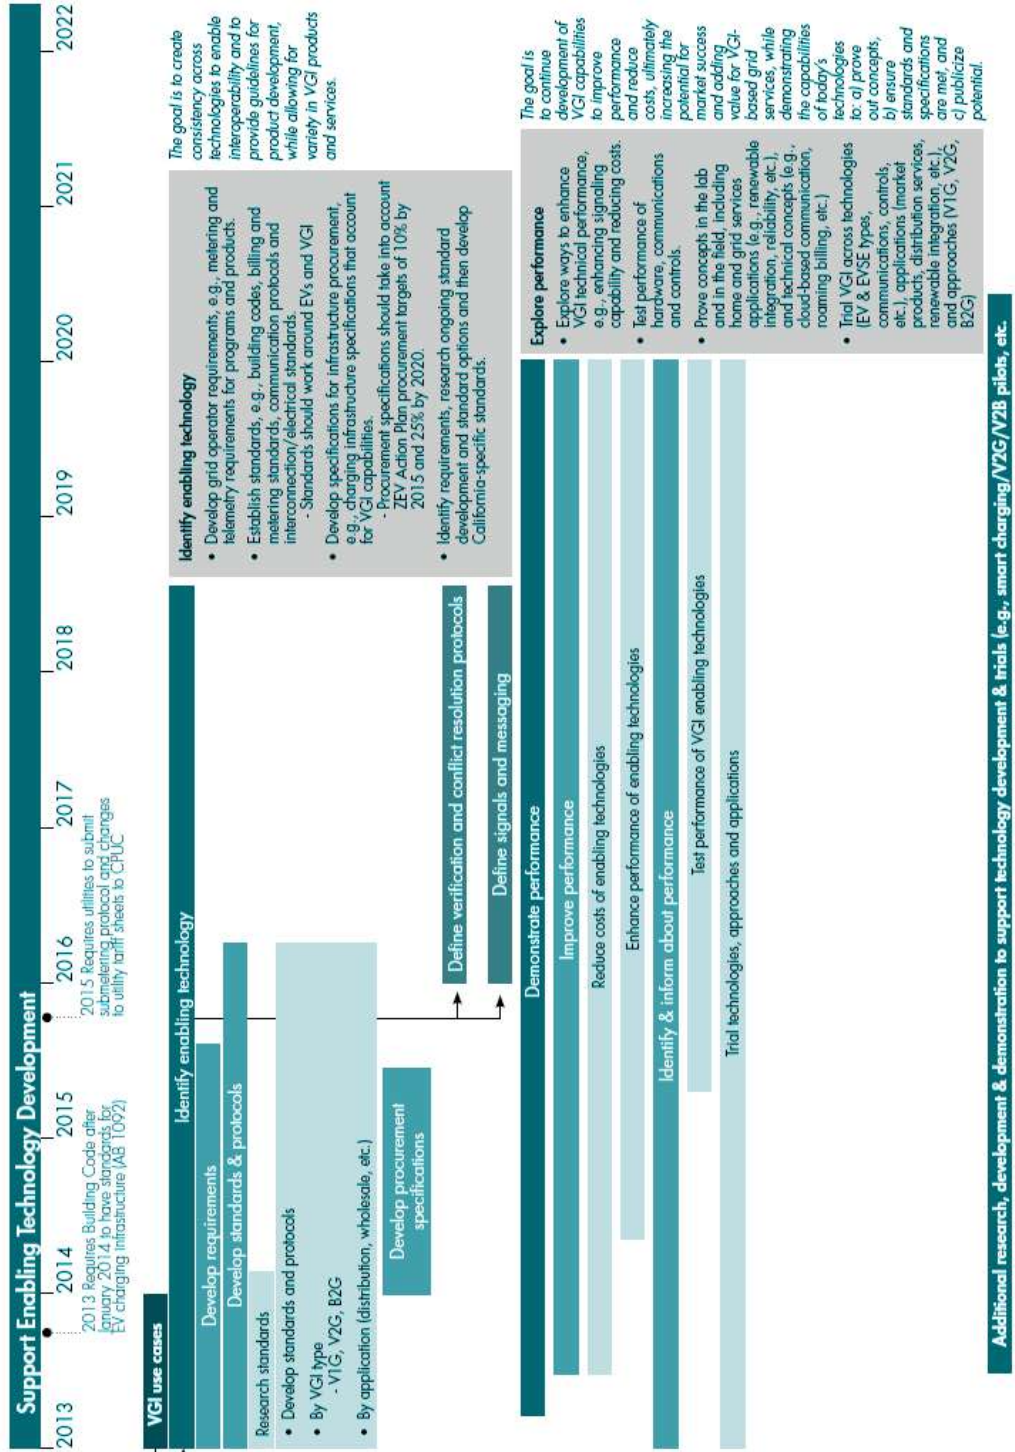 Support Enabling Technology Development
2013
2014
2015
2016
2017
2018
2019
2020
2021
2022
2013 Requires Building Code after
January 2014 to have standards for
EV charging infrastructure (AB 1092)
2015 Requires utilities to submit
submetering protocol and changes
to utility tariff sheets to CPUC
VGI use cases
Identify enabling technology
Develop requirements
Develop standards & protocols
Research standards
• Develop standards and protocols
• By VGI type
- V1G, V2G, B2G
• By application (distribution, wholesale, etc.)
Develop procurement
specifications
Define verification and conflict resolution protocols
Define signals and messaging
Identify enabling technology
• Develop grid operator requirements, e.g., metering and
telemetry requirements for programs and products.
• Establish standards, e.g., building codes, billing and
metering standards, communication protocols and
interconnection/electrical standards.
- Standards should work around EVs and VGI
• Develop specifications for infrastructure procurement,
e.g., charging infrastructure specifications that account
for VGI capabilities.
- Procurement specifications should take into account
ZEV Action Plan procurement targets of 10% by
2015 and 25% by 2020.
• Identify requirements, research ongoing standard
development and standard options and then develop
California-specific standards.
The goal is to create
consistency across
technologies to enable
interoperability and to
provide guidelines for
product development,
while allowing for
variety in VGI products
and services.
Demonstrate performance
Improve performance
Reduce costs of enabling technologies
Enhance performance of enabling technologies
Identify & inform about performance
Test performance of VGI enabling technologies
Trial technologies, approaches and applications
Explore performance
• Explore ways to enhance
VGI technical performance,
e.g., enhancing signaling
capability and reducing costs.
• Test performance of
hardware, communications
and controls.
• Prove concepts in the lab
and in the field, including
home and grid services
applications (e.g., renewable
integration, reliability, etc.),
and technical concepts (e.g.,
cloud-based communication,
roaming billing, etc.)
• Trial VGI across technologies
(EV & EVSE types,
communications, controls,
etc.), applications (market
products, distribution services,
renewable integration, etc.),
and approaches (V1G, V2G,
B2G)
The goal is
to continue
development of
VGI capabilities
to improve
performance
and reduce
costs, ultimately
increasing the
potential for
market success
and adding
value for VGI-
based grid
services, while
demonstrating
the capabilities
of today's
technologies
to: a) prove
out concepts,
b) ensure
standards and
specifications
are met, and
c) publicize
potential.
Additional research, development & demonstration to support technology development & trials (e.g., smart charging/V2G/V2B pilots, etc.